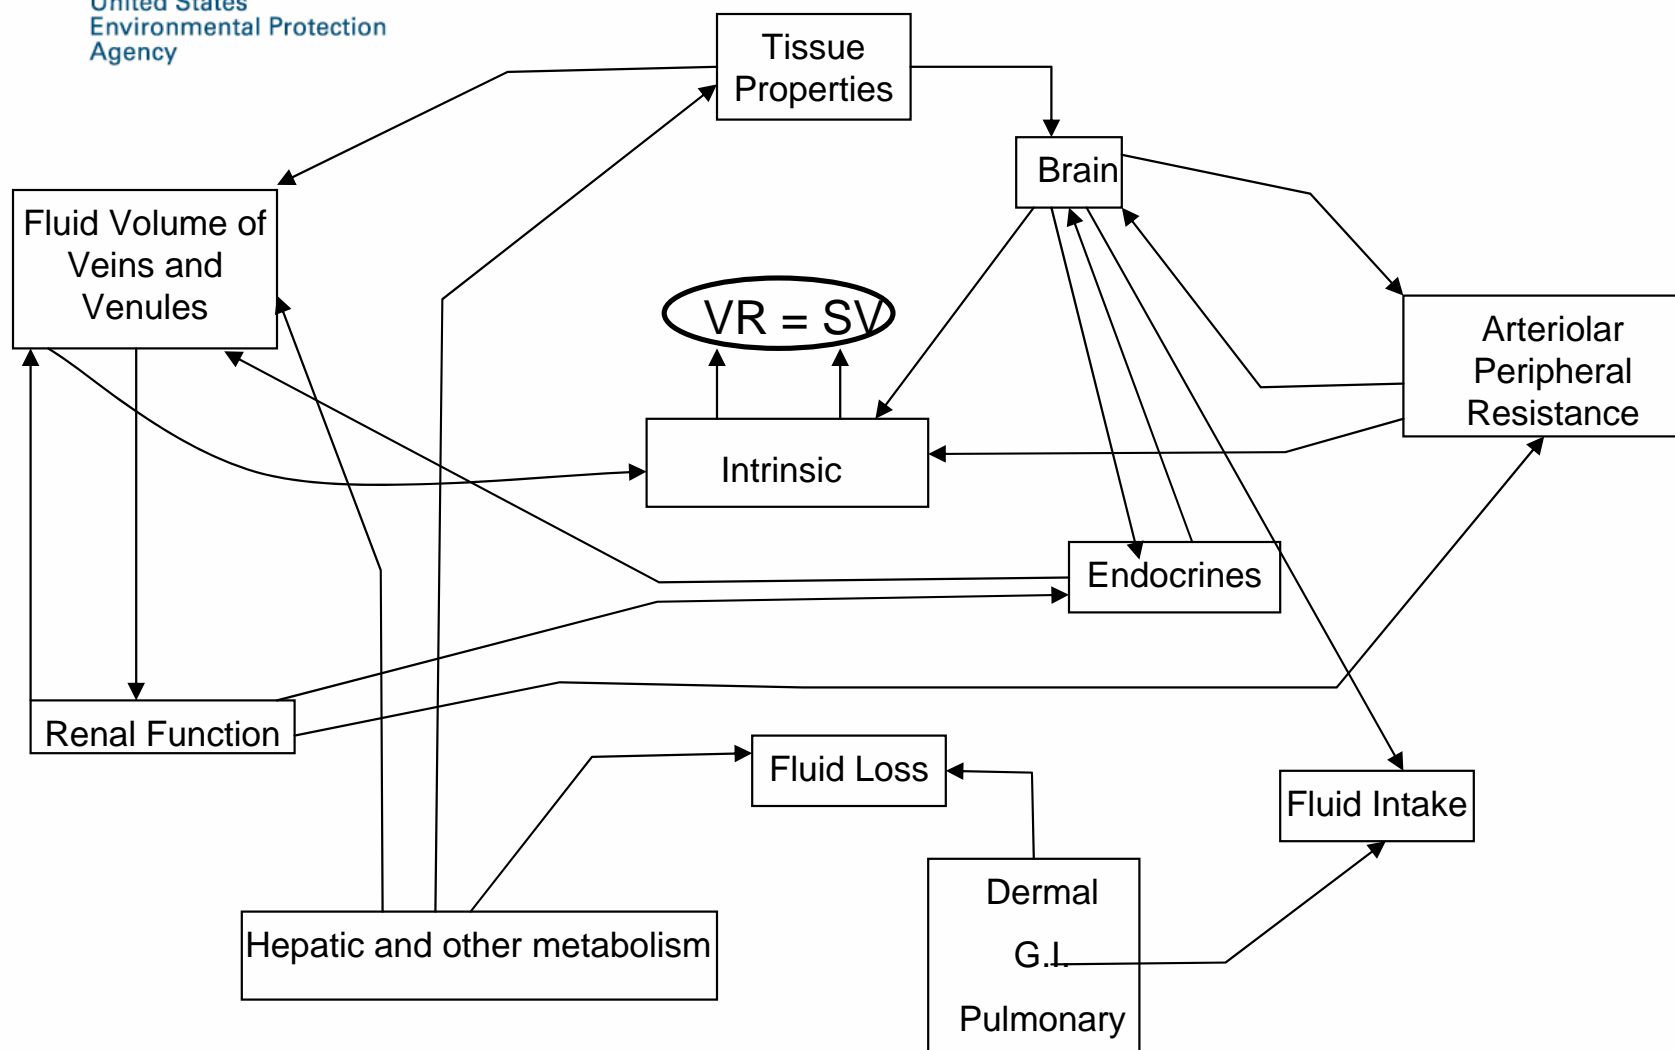 United States
Environmental Protection
Agency
Tissue
Properties
Brain
Fluid Volume of
Veins and
Venules
VR = SV
Arteriolar
Peripheral
Resistance
Intrinsic
Endocrines
Renal Function
Fluid Loss
Fluid Intake
Hepatic and other metabolism
Dermal
G.I.
Pulmonary